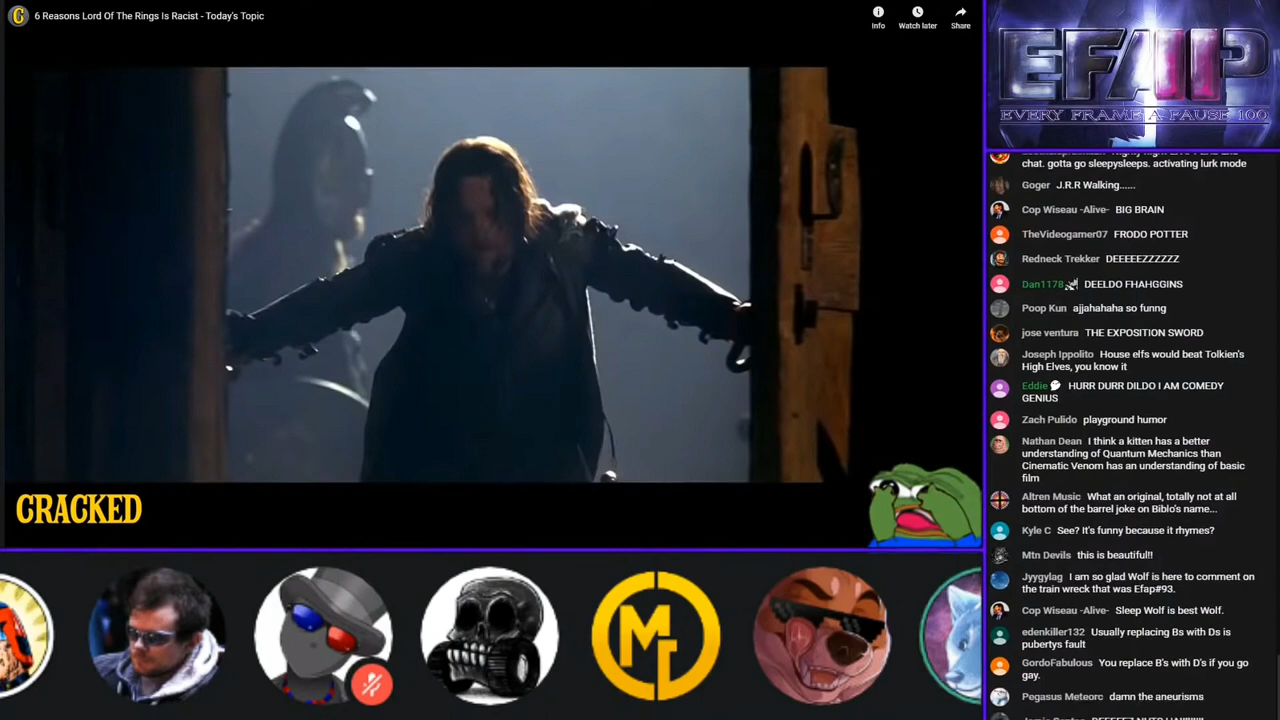 6 Reasons Lord Of The Rings Is Racist - Today's Topic
Info
Watch later
Share
CRACKED
EFAP
EVERY FRAME A PAUSE 100
chat. gotta go sleepysleeps. activating lurk mode
Goger J.R.R Walking......
Cop Wiseau -Alive- BIG BRAIN
TheVideogamer07 FRODO POTTER
Redneck Trekker DEEEEEZZZZZZ
Dan1178 DEELDO FHAHGGINS
Poop Kun ajjahahaha so funng
jose ventura THE EXPOSITION SWORD
Joseph Ippolito House elfs would beat Tolkien's
High Elves, you know it
Eddie HURR DURR DILDO I AM COMEDY
GENIUS
Zach Pulido playground humor
Nathan Dean I think a kitten has a better
understanding of Quantum Mechanics than
Cinematic Venom has an understanding of basic
film
Altren Music What an original, totally not at all
bottom of the barrel joke on Biblo's name...
Kyle C See? It's funny because it rhymes?
Mtn Devils this is beautiful!!
Jyygylag I am so glad Wolf is here to comment on
the train wreck that was Efap#93.
Cop Wiseau -Alive- Sleep Wolf is best Wolf.
edenkiller132 Usually replacing Bs with Ds is
pubertys fault
GordoFabulous You replace B's with D's if you go
gay.
Pegasus Meteorc damn the aneurisms